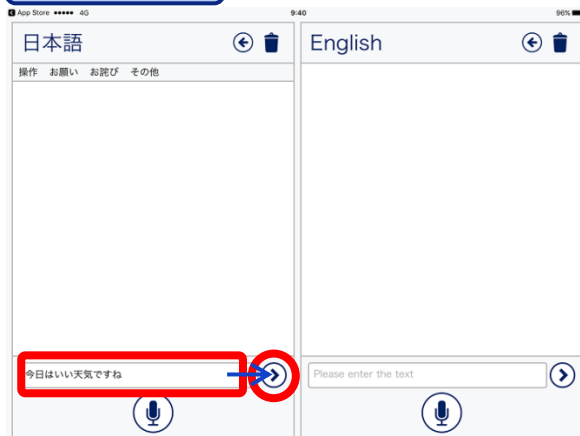 App Store ●●●●● 4G 9:40 96%
日本語
English
操作 お願い お詫び その他
今日はいい天気ですね
Please enter the text